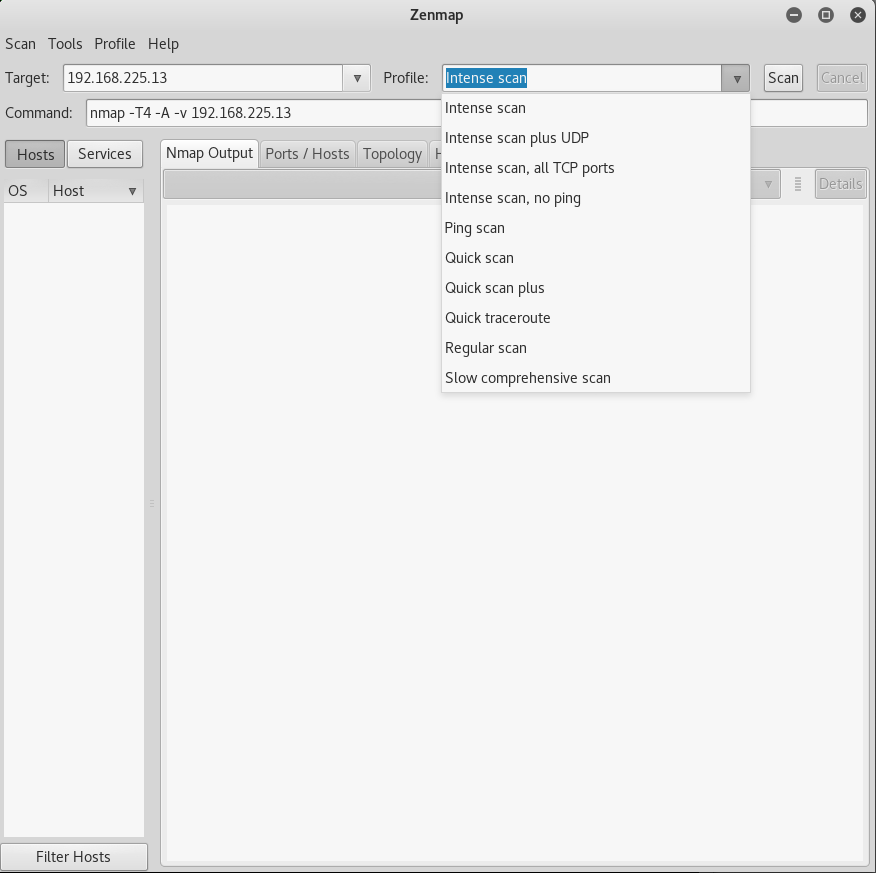 Zenmap
Scan Tools Profile Help
Target: 192.168.225.13 Profile: Intense scan Scan Cancel
Command: nmap -T4 -A -v 192.168.225.13
Intense scan
Intense scan plus UDP
Intense scan, all TCP ports
Intense scan, no ping
Ping scan
Quick scan
Quick scan plus
Quick traceroute
Regular scan
Slow comprehensive scan
Hosts Services
Nmap Output Ports / Hosts Topology
Details
OS Host
Filter Hosts